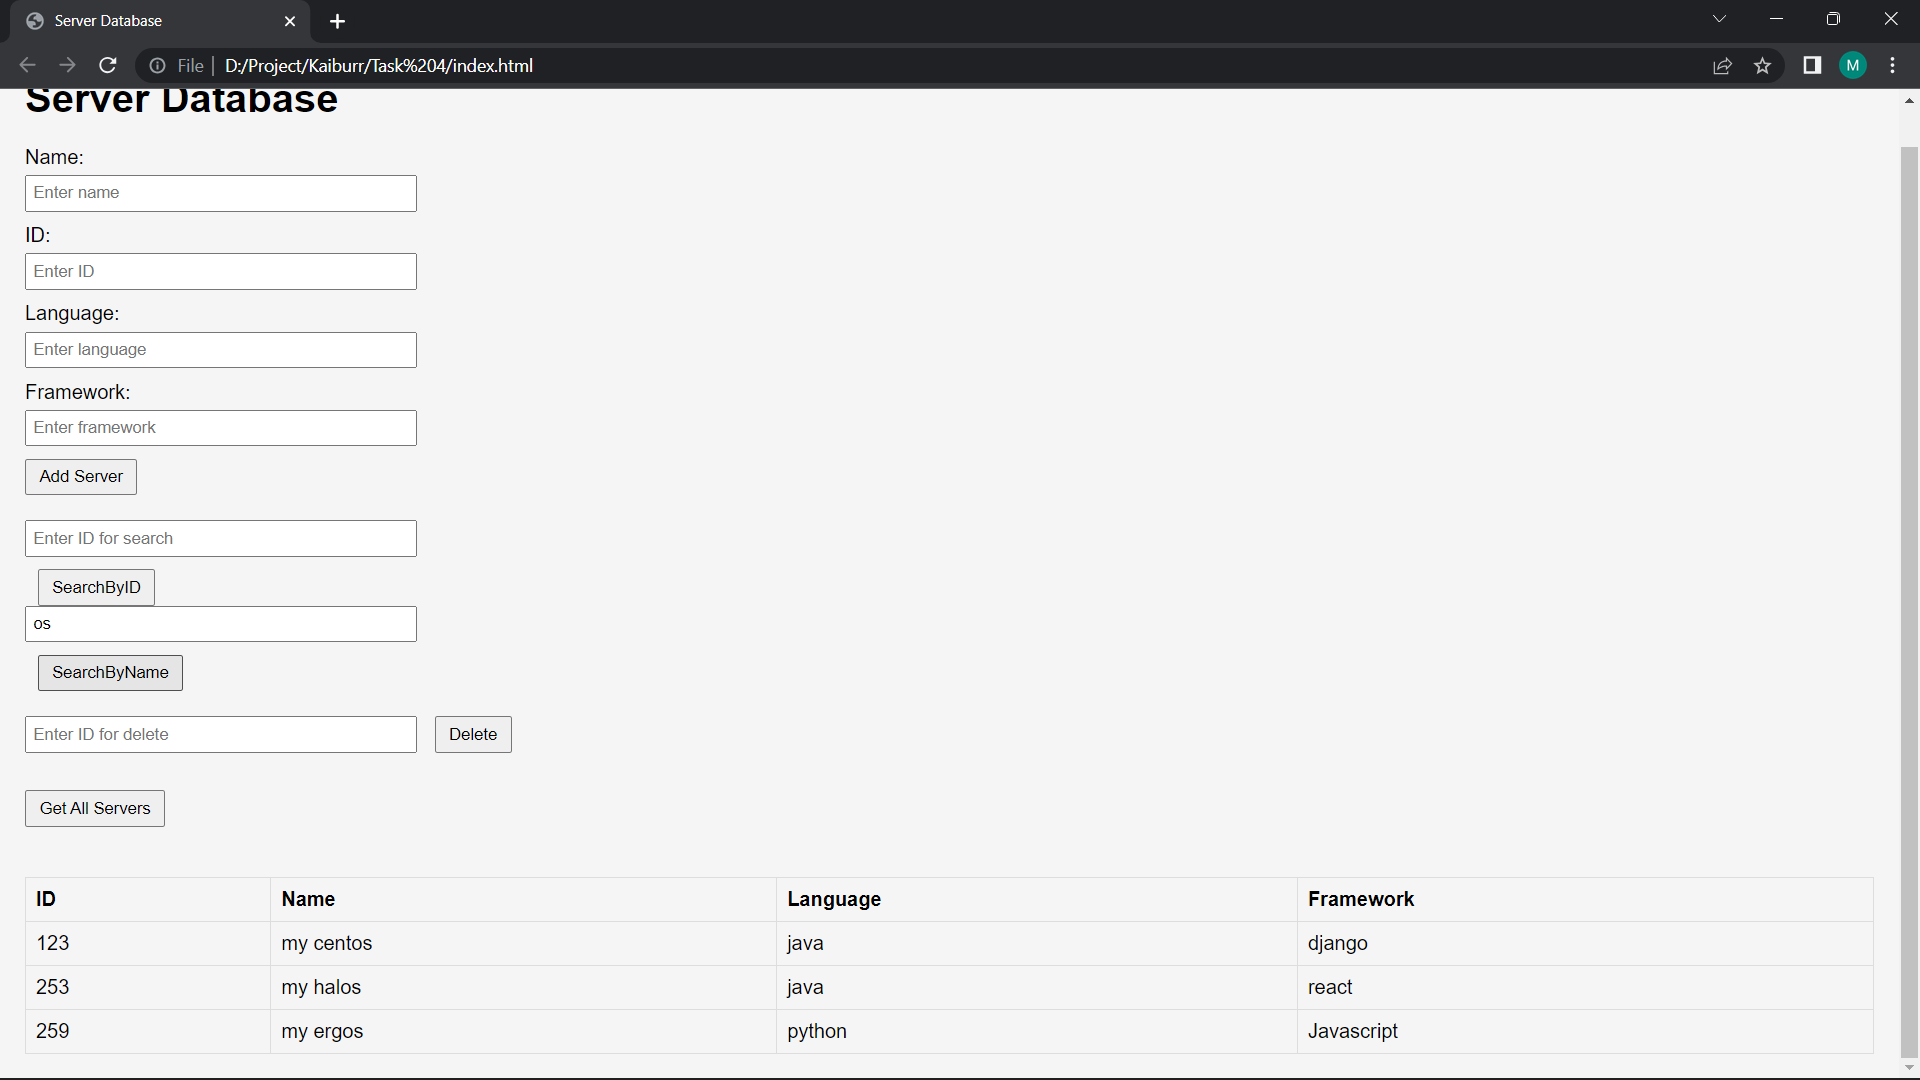 Server Database
File | D:/Project/Kaiburr/Task%204/index.html
M
Server Database
Name:
Enter name
ID:
Enter ID
Language:
Enter language
Framework:
Enter framework
Add Server
Enter ID for search
SearchByID
os
SearchByName
Enter ID for delete Delete
Get All Servers
ID Name Language Framework
123 my centos java django
253 my halos java react
259 my ergos python Javascript